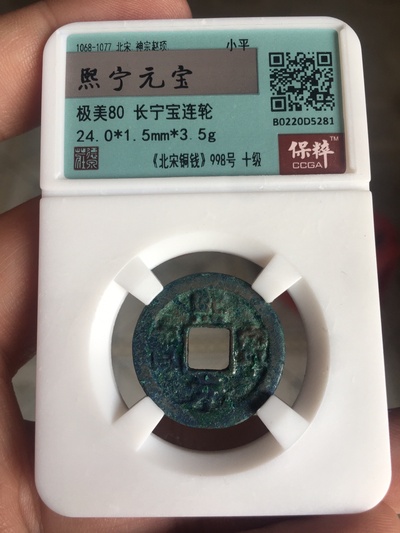 1068-1077 北宋 神宗赵顼 小平
熙宁元宝
极美80 长宁宝连轮
24.0*1.5mm*3.5g
B0220D5281
《北宋铜钱》998号 十级
保粹™
CCGA